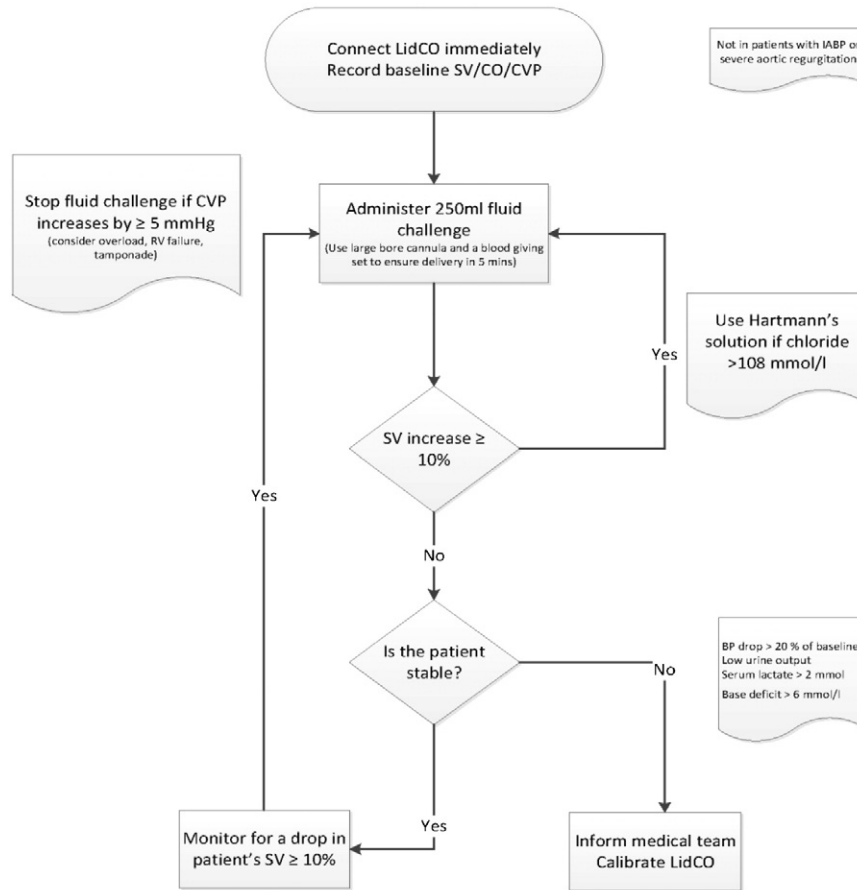 Connect LidCO immediately
Record baseline SV/CO/CVP
Not in patients with IABP or
severe aortic regurgitation
Stop fluid challenge if CVP
increases by ≥ 5 mmHg
(consider overload, RV failure,
tamponade)
Administer 250ml fluid
challenge
(Use large bore cannula and a blood giving
set to ensure delivery in 5 mins)
Use Hartmann's
solution if chloride
>108 mmol/l
Yes
SV increase ≥
10%
Yes
No
Is the patient
stable?
No
BP drop > 20 % of baseline
Low urine output
Serum lactate > 2 mmol
Base deficit > 6 mmol/l
Yes
Monitor for a drop in
patient's SV ≥ 10%
Inform medical team
Calibrate LidCO